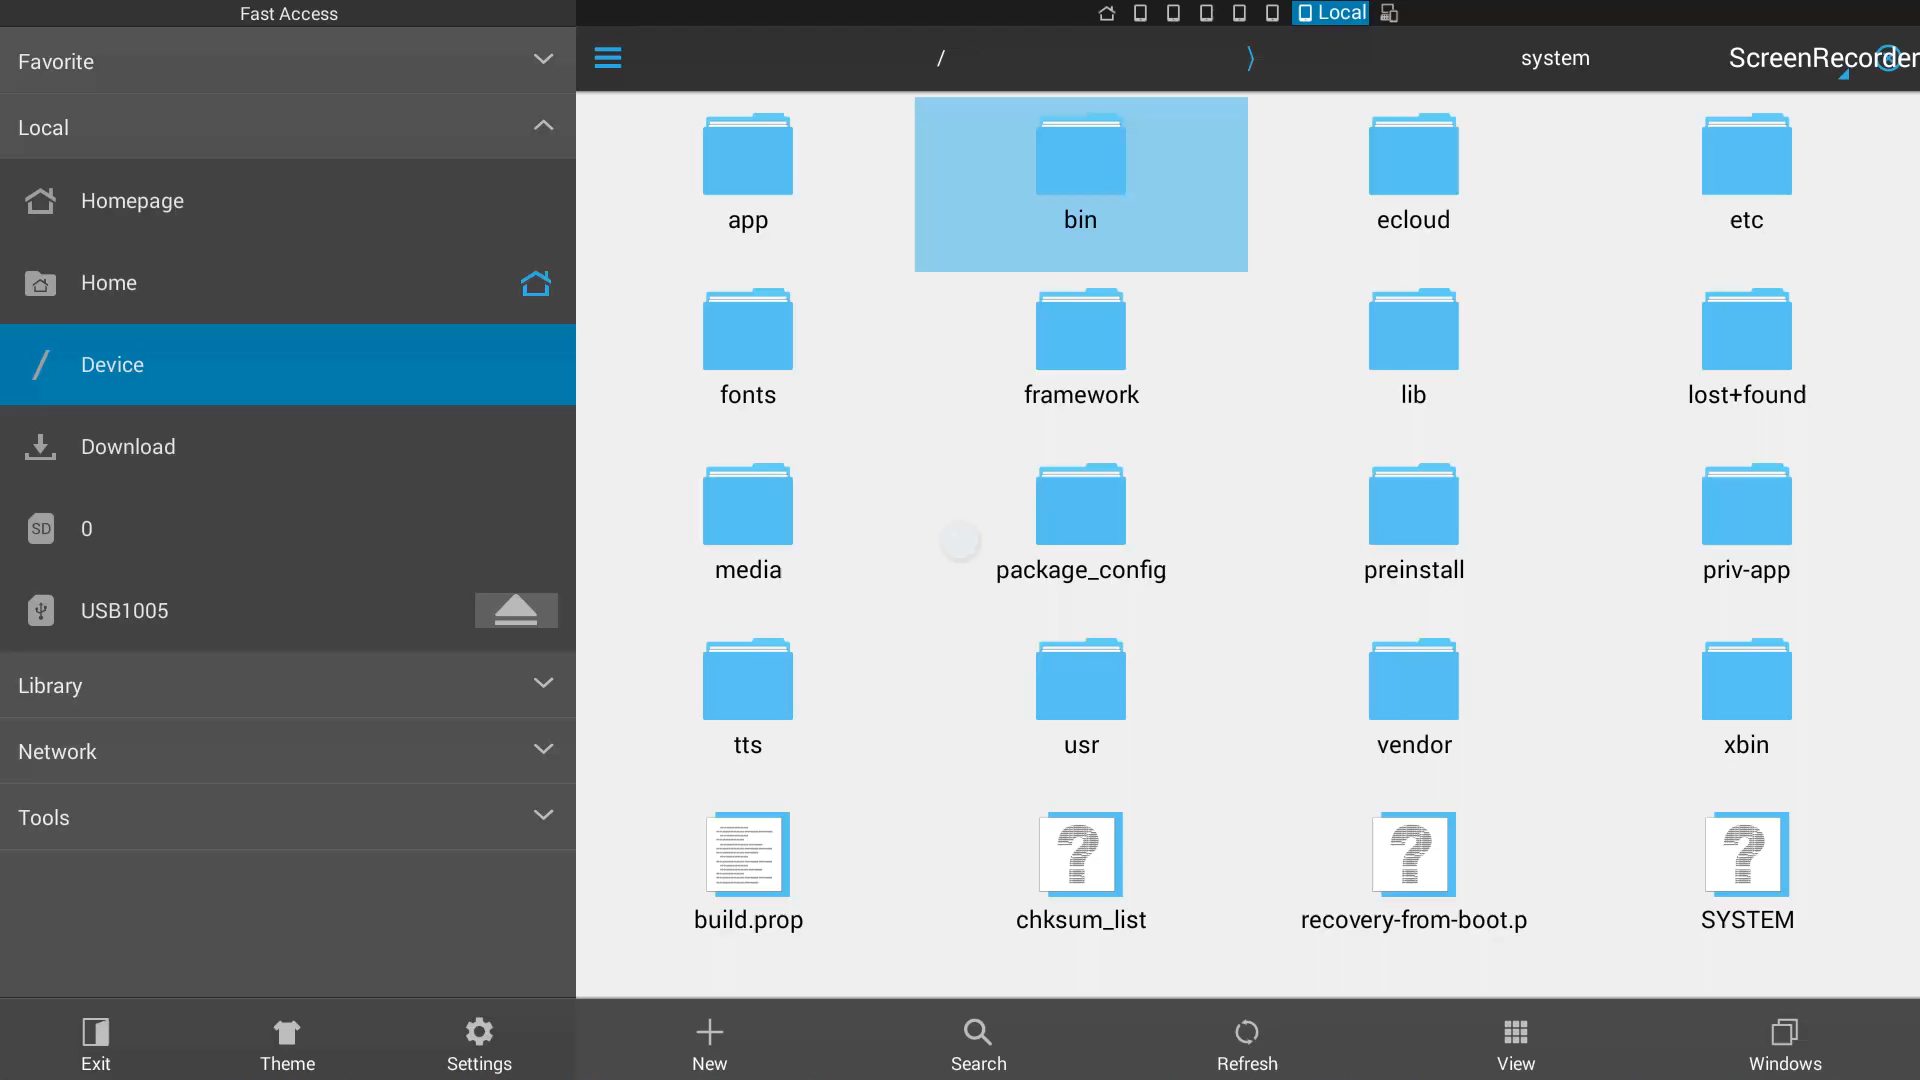 Fast Access
Local
Favorite
Local
Homepage
Home
Device
Download
SD 0
USB1005
Library
Network
Tools
Exit
Theme
Settings
/ 〉 system
ScreenRecorder
app
bin
ecloud
etc
fonts
framework
lib
lost+found
media
package_config
preinstall
priv-app
tts
usr
vendor
xbin
build.prop
chksum_list
recovery-from-boot.p
SYSTEM
New
Search
Refresh
View
Windows